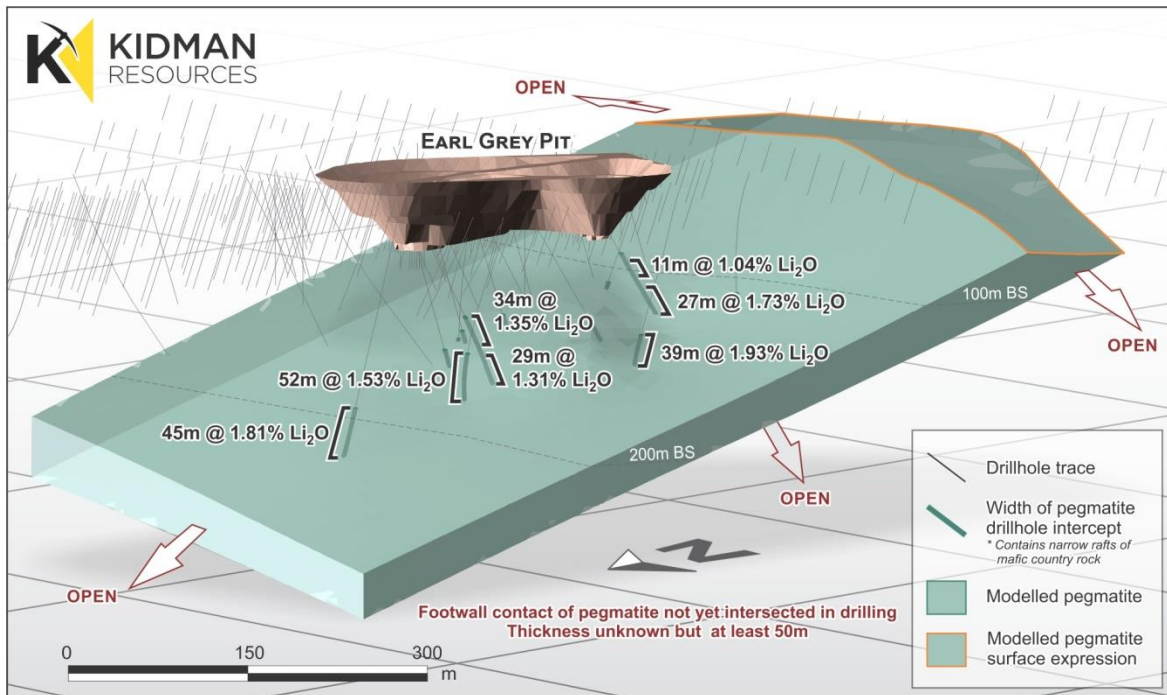 KIDMAN
RESOURCES
OPEN
EARL GREY PIT
11m @ 1.04% Li₂O
100m BS
34m @
1.35% Li₂O
27m @ 1.73% Li₂O
OPEN
29m @
1.31% Li₂O
39m @ 1.93% Li₂O
52m @ 1.53% Li₂O
45m @ 1.81% Li₂O
200m BS
OPEN
OPEN
N
Footwall contact of pegmatite not yet intersected in drilling
Thickness unknown but at least 50m
0 150 300
m
Drillhole trace
Width of pegmatite
drillhole intercept
* Contains narrow rafts of
mafic country rock
Modelled pegmatite
Modelled pegmatite
surface expression